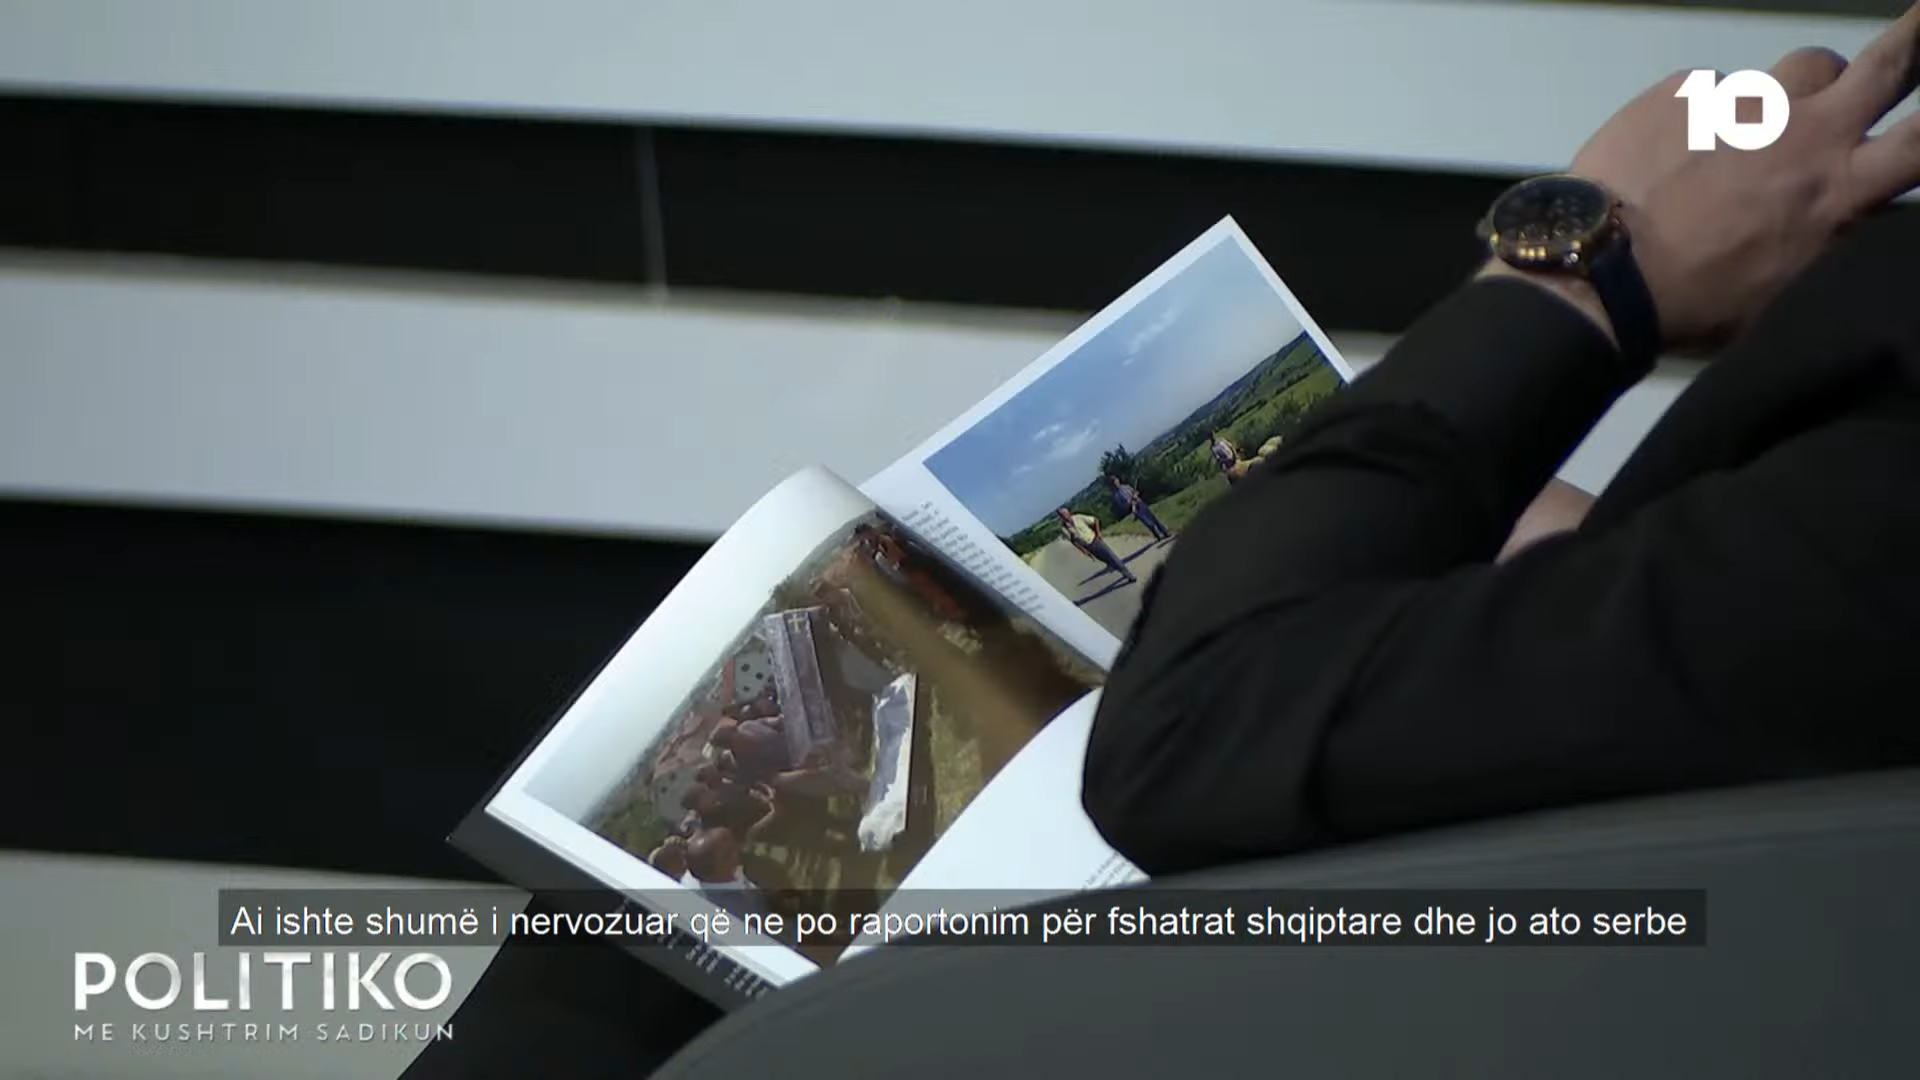 10
Ai ishte shumë i nervozuar që ne po raportonim për fshatrat shqiptare dhe jo ato serbe
POLITIKO
ME KUSHTRIM SADIKUN